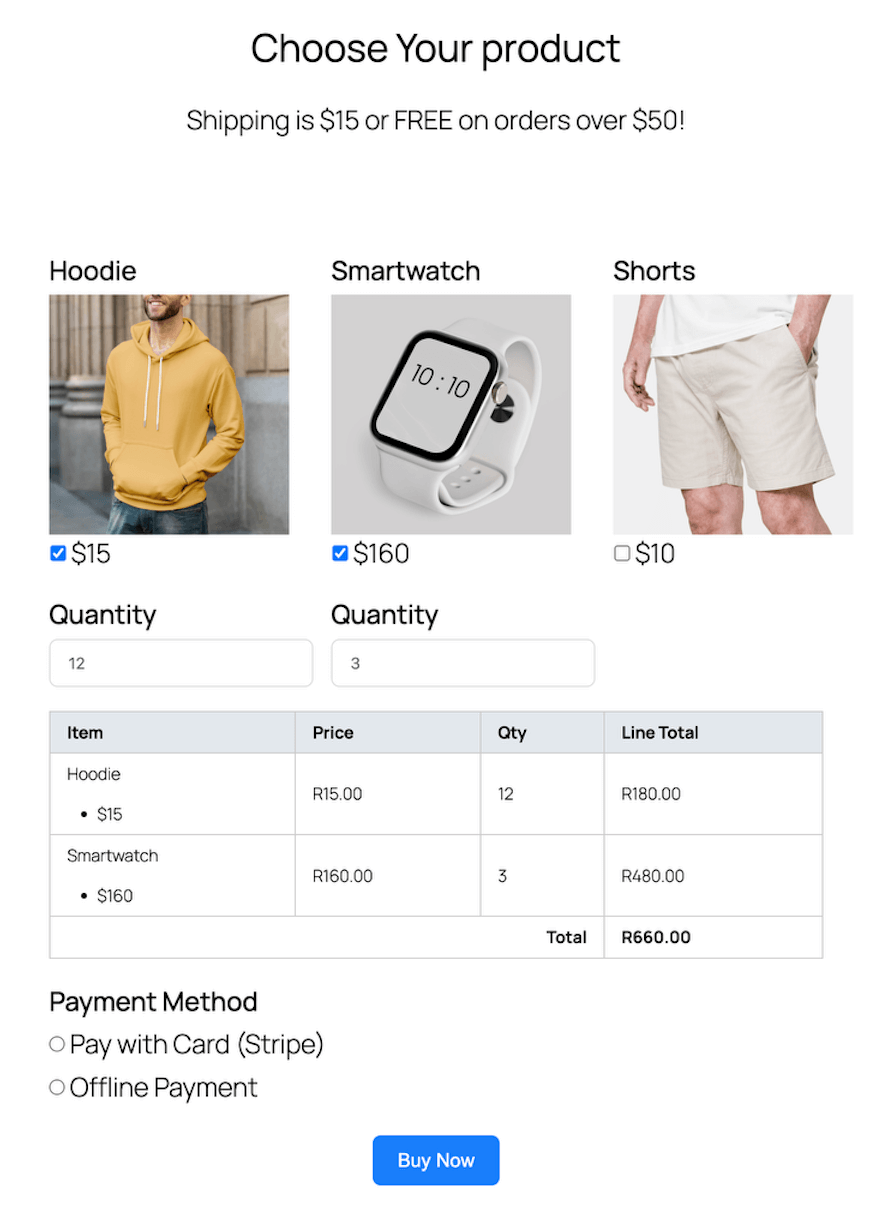 Choose Your product
Shipping is $15 or FREE on orders over $50!
Hoodie Smartwatch Shorts
10:10
$15 $160 $10
Quantity Quantity
12 3
Item Price Qty Line Total
Hoodie
R15.00 12 R180.00
• $15
Smartwatch
R160.00 3 R480.00
• $160
Total R660.00
Payment Method
Pay with Card (Stripe)
Offline Payment
Buy Now